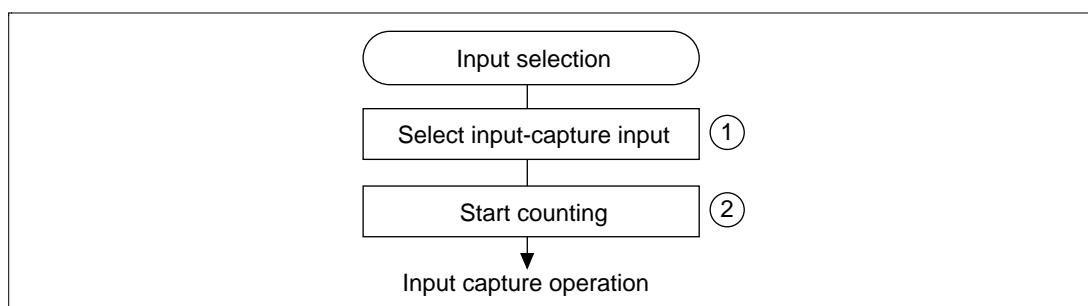 Input selection
Select input-capture input 1
Start counting 2
Input capture operation